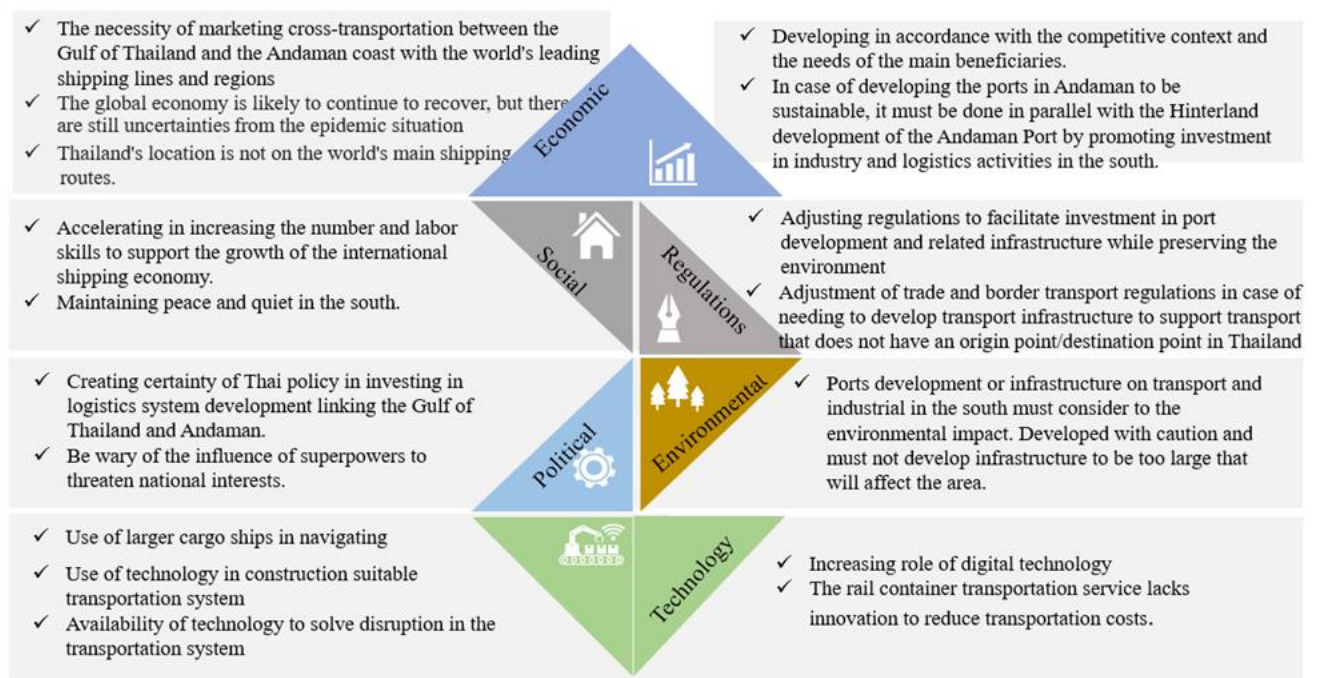 ✓ The necessity of marketing cross-transportation between the
Gulf of Thailand and the Andaman coast with the world's leading
shipping lines and regions
✓ The global economy is likely to continue to recover, but there
are still uncertainties from the epidemic situation
✓ Thailand's location is not on the world's main shipping
routes.
Economic
✓ Developing in accordance with the competitive context and
the needs of the main beneficiaries.
✓ In case of developing the ports in Andaman to be
sustainable, it must be done in parallel with the Hinterland
development of the Andaman Port by promoting investment
in industry and logistics activities in the south.
✓ Accelerating in increasing the number and labor
skills to support the growth of the international
shipping economy.
✓ Maintaining peace and quiet in the south.
Social
Regulations
✓ Adjusting regulations to facilitate investment in port
development and related infrastructure while preserving the
environment
✓ Adjustment of trade and border transport regulations in case of
needing to develop transport infrastructure to support transport
that does not have an origin point/destination point in Thailand
✓ Creating certainty of Thai policy in investing in
logistics system development linking the Gulf of
Thailand and Andaman.
✓ Be wary of the influence of superpowers to
threaten national interests.
Political
Environmental
✓ Ports development or infrastructure on transport and
industrial in the south must consider to the
environmental impact. Developed with caution and
must not develop infrastructure to be too large that
will affect the area.
✓ Use of larger cargo ships in navigating
✓ Use of technology in construction suitable
transportation system
✓ Availability of technology to solve disruption in the
transportation system
Technology
✓ Increasing role of digital technology
✓ The rail container transportation service lacks
innovation to reduce transportation costs.